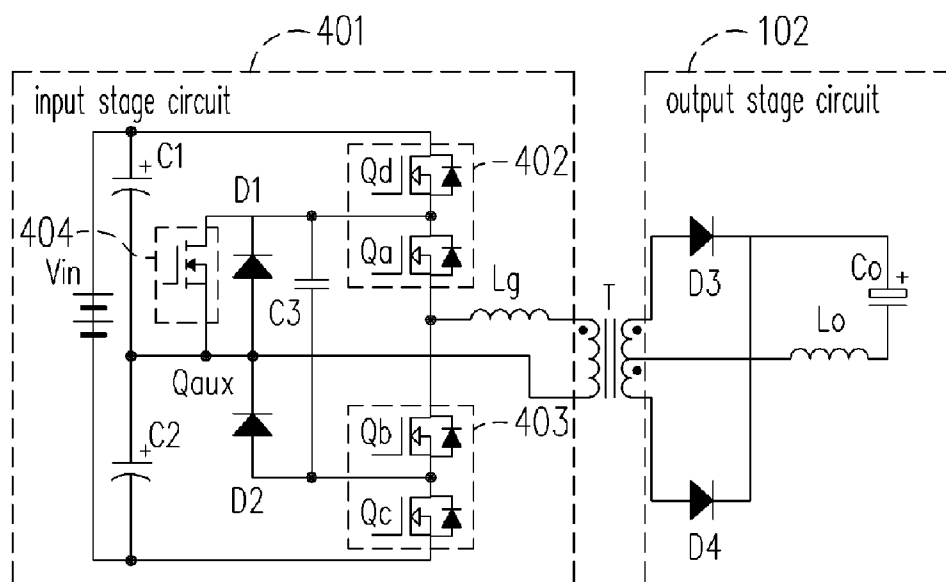 401
102
input stage circuit
output stage circuit
+
C1
Qd
402
D1
404
Qa
Vin
C3
Lg
T
D3
Co
+
Lo
Qaux
+
C2
Qb
403
D2
Qc
D4